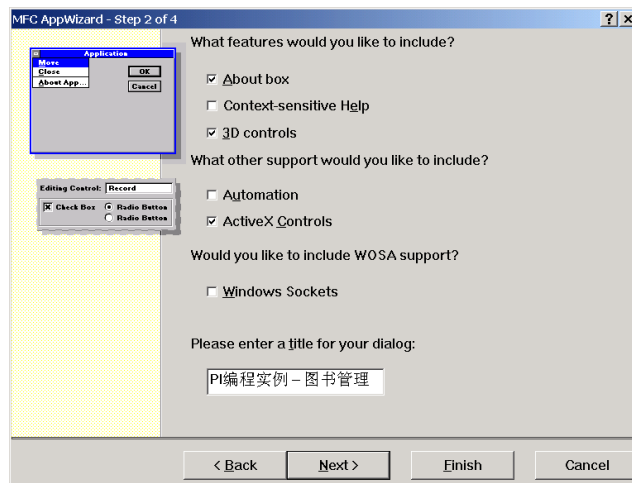 MFC AppWizard - Step 2 of 4
Application
Move
Close
About App...
OK
Cancel
Editing Control: Record
Check Box
Radio Button
Radio Button
What features would you like to include?
About box
Context-sensitive Help
3D controls
What other support would you like to include?
Automation
ActiveX Controls
Would you like to include WOSA support?
Windows Sockets
Please enter a title for your dialog:
PI编程实例 – 图书管理
< Back
Next >
Finish
Cancel